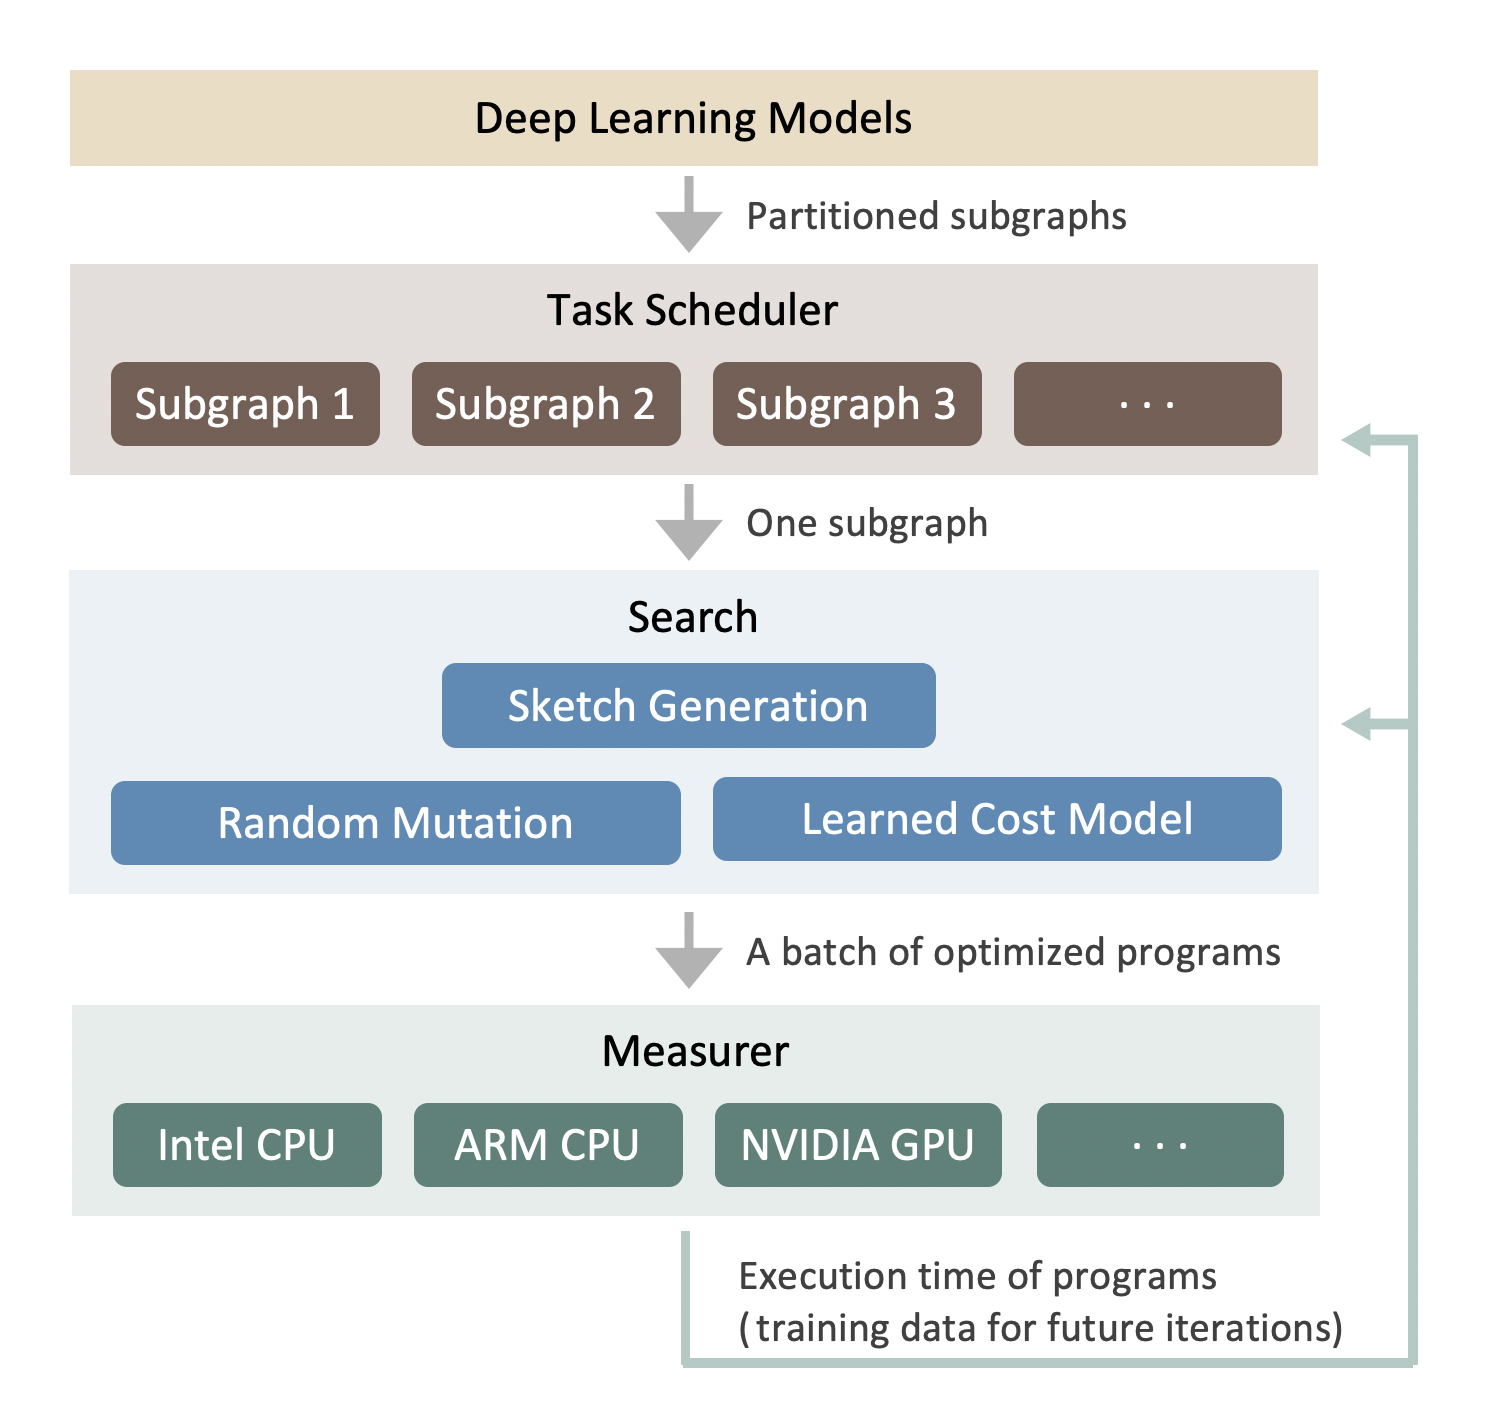 Deep Learning Models
Partitioned subgraphs
Task Scheduler
Subgraph 1
Subgraph 2
Subgraph 3
· · ·
One subgraph
Search
Sketch Generation
Random Mutation
Learned Cost Model
A batch of optimized programs
Measurer
Intel CPU
ARM CPU
NVIDIA GPU
· · ·
Execution time of programs
(training data for future iterations)